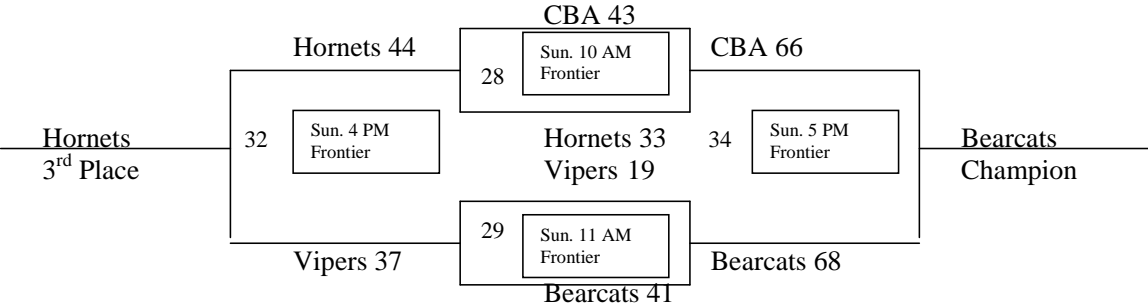 CBA 43
Hornets 44
Sun. 10 AM
Frontier
28
CBA 66
Hornets
3rd Place
32
Sun. 4 PM
Frontier
Hornets 33
Vipers 19
34
Sun. 5 PM
Frontier
Bearcats
Champion
29
Sun. 11 AM
Frontier
Vipers 37
Bearcats 41
Bearcats 68